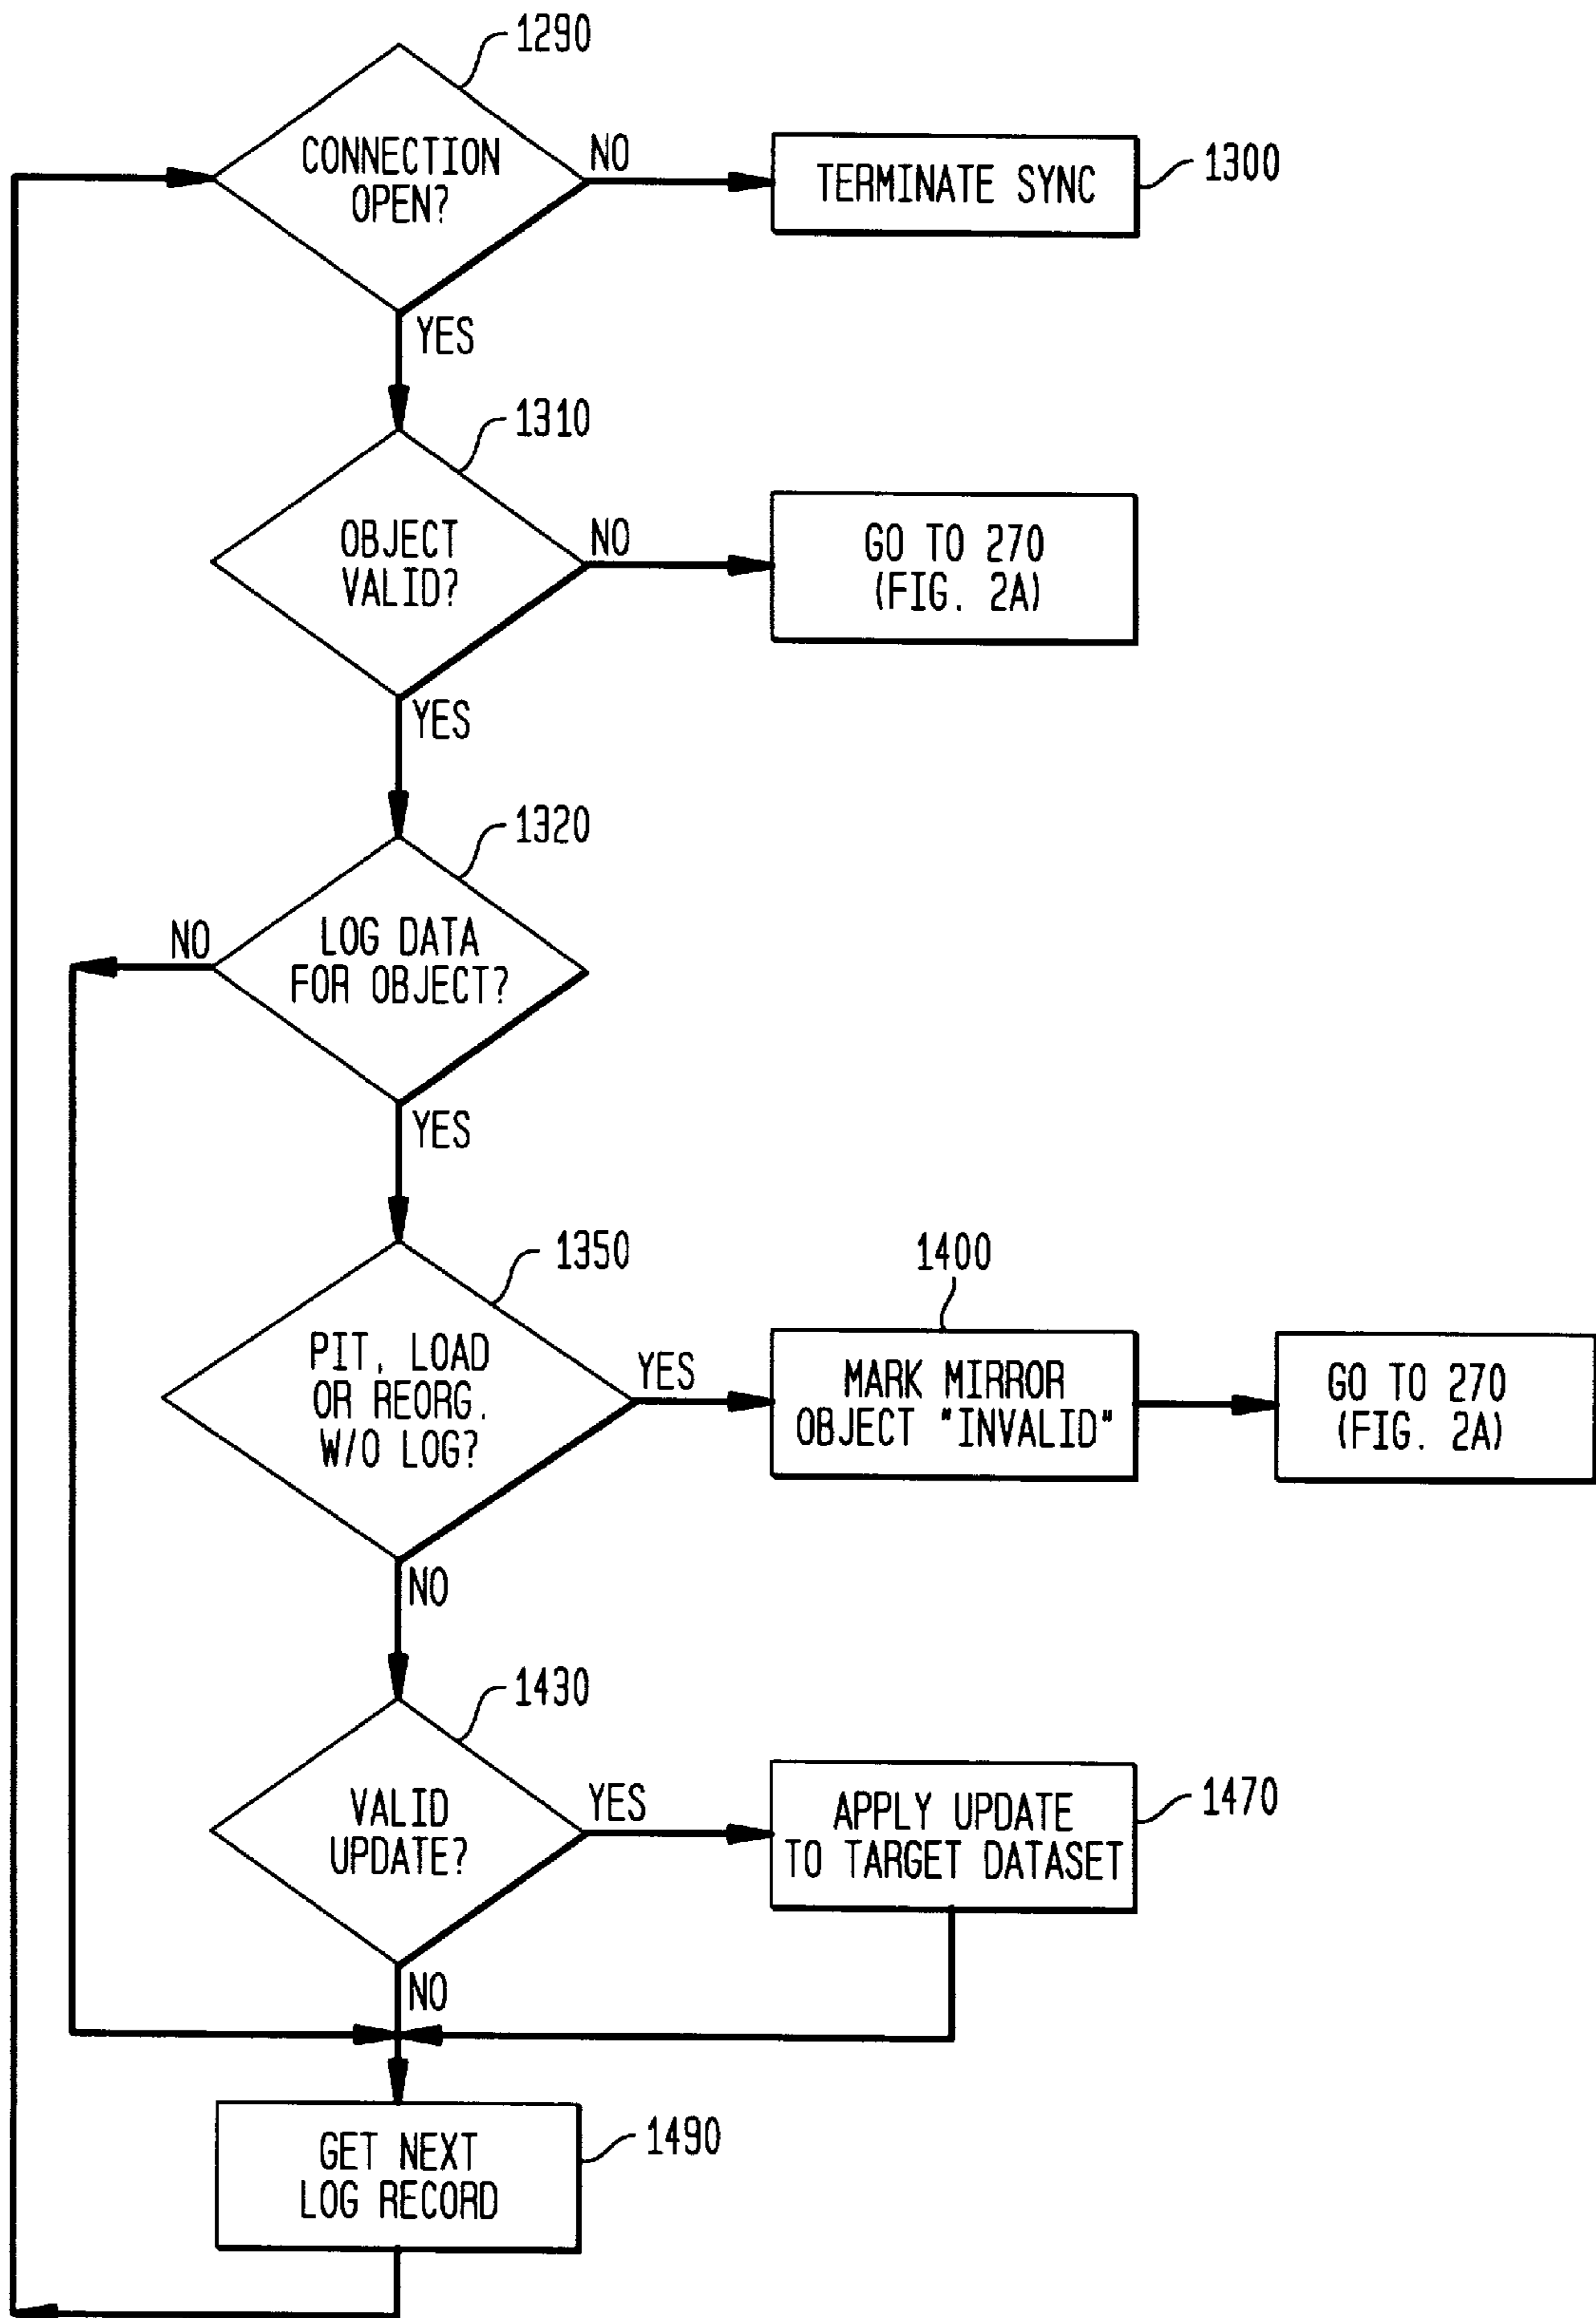 1290
CONNECTION
OPEN?
NO
TERMINATE SYNC
1300
YES
1310
OBJECT
VALID?
NO
GO TO 270
(FIG. 2A)
YES
1320
NO
LOG DATA
FOR OBJECT?
YES
1350
PIT, LOAD
OR REORG.
W/O LOG?
YES
1400
MARK MIRROR
OBJECT "INVALID"
GO TO 270
(FIG. 2A)
NO
1430
VALID
UPDATE?
YES
APPLY UPDATE
TO TARGET DATASET
1470
NO
GET NEXT
LOG RECORD
1490